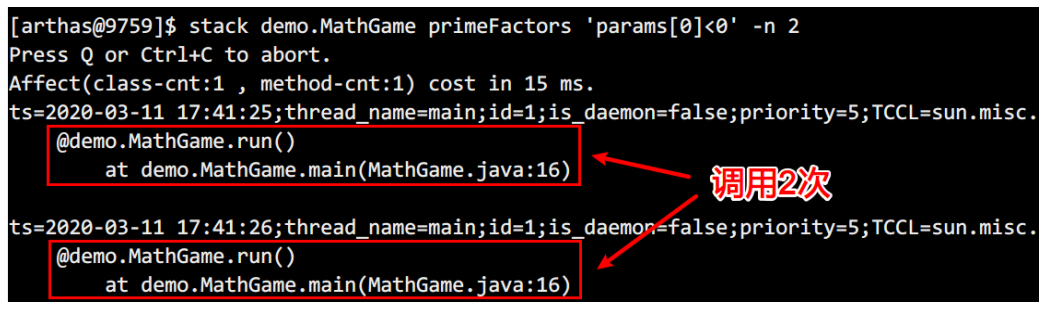 [arthas@9759]$ stack demo.MathGame primeFactors 'params[0]<0' -n 2
Press Q or Ctrl+C to abort.
Affect(class-cnt:1 , method-cnt:1) cost in 15 ms.
ts=2020-03-11 17:41:25;thread_name=main;id=1;is_daemon=false;priority=5;TCCL=sun.misc.
@demo.MathGame.run()
at demo.MathGame.main(MathGame.java:16)
调用2次
ts=2020-03-11 17:41:26;thread_name=main;id=1;is_daemon=false;priority=5;TCCL=sun.misc.
@demo.MathGame.run()
at demo.MathGame.main(MathGame.java:16)